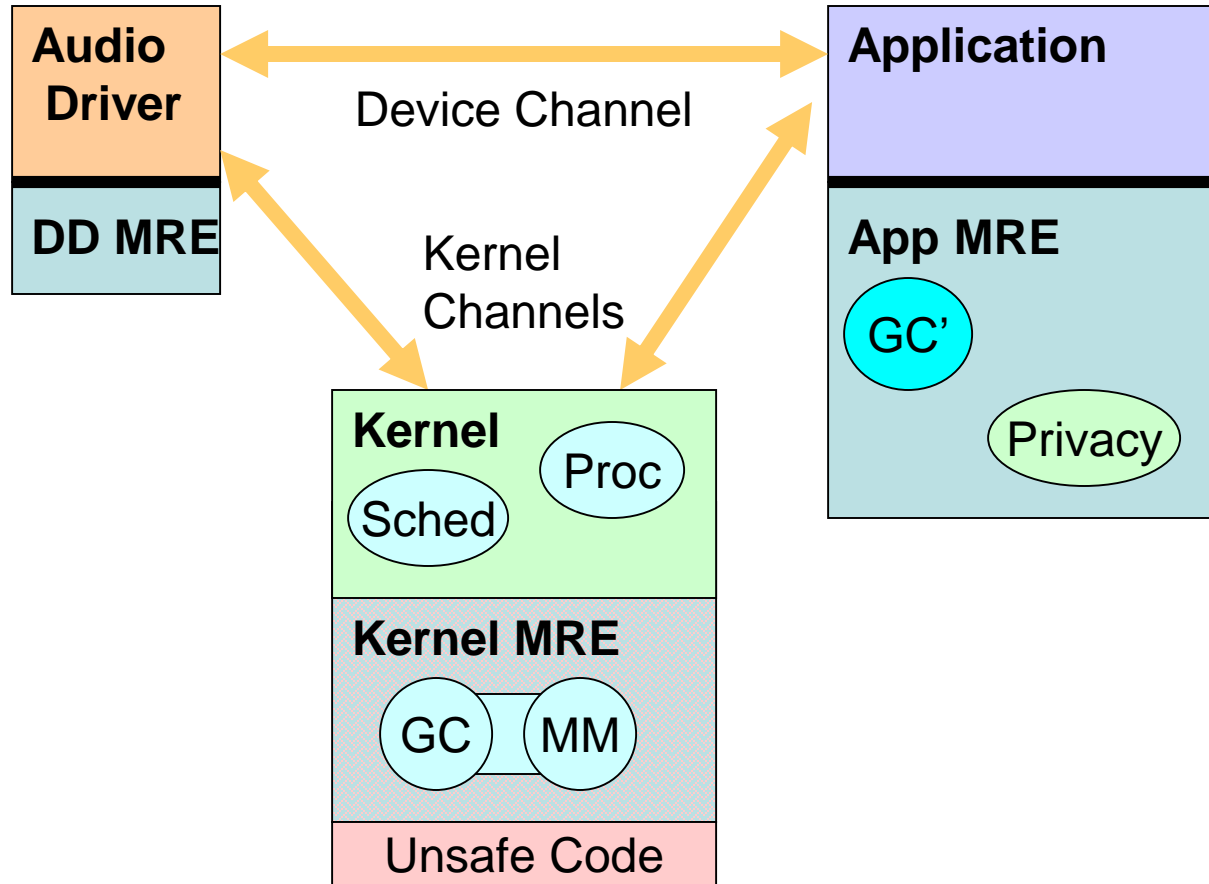 Audio
Driver
Device Channel
Application
DD MRE
Kernel
Channels
App MRE
GC’
Privacy
Kernel
Proc
Sched
Kernel MRE
GC
MM
Unsafe Code